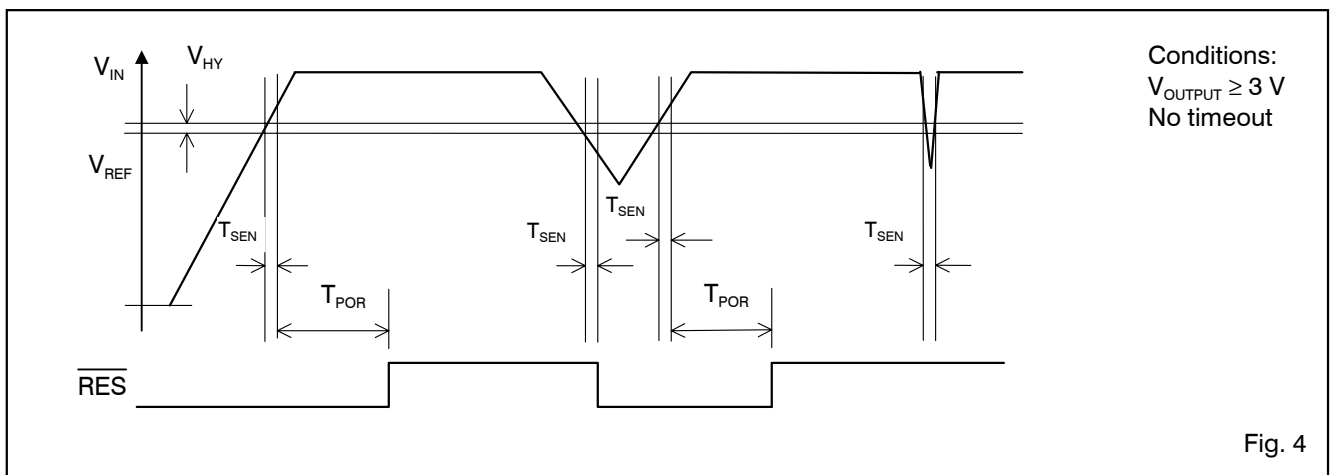 V_HY
V_IN
Conditions:
V_OUTPUT ≥ 3 V
No timeout
V_REF
T_SEN
T_SEN
T_SEN
T_SEN
T_POR
T_POR
RES
Fig. 4